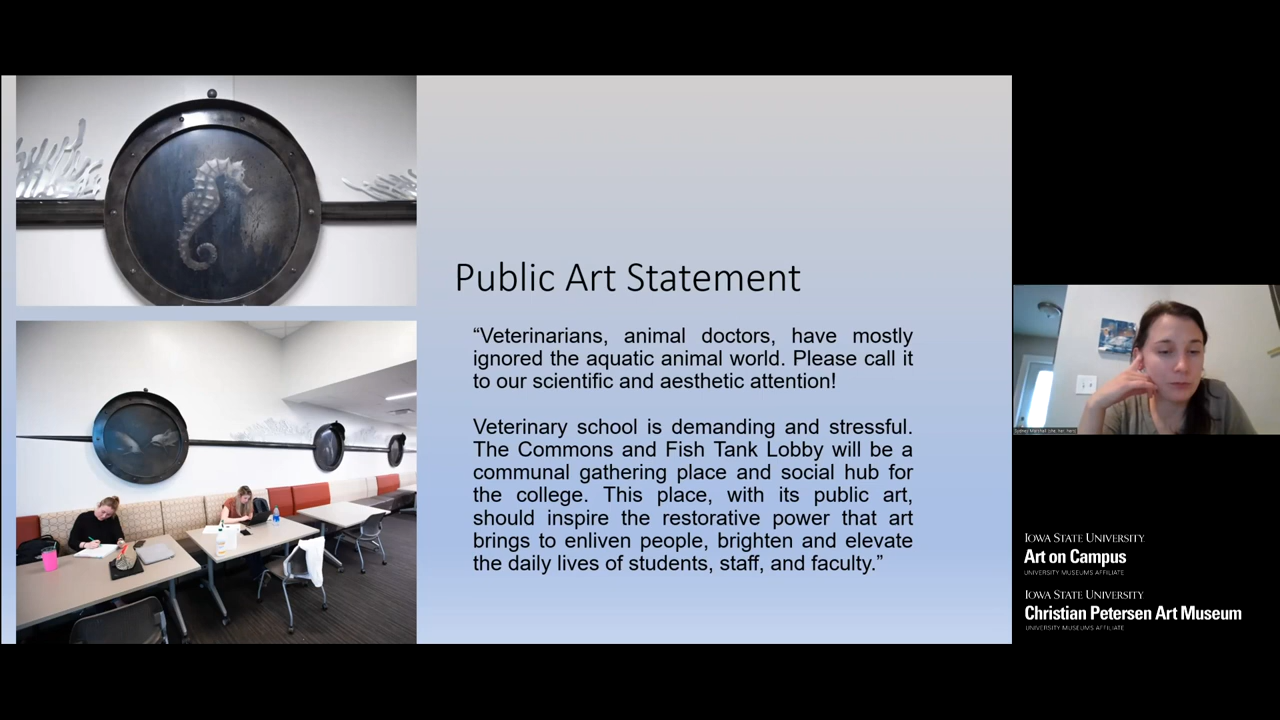 Public Art Statement
“Veterinarians, animal doctors, have mostly
ignored the aquatic animal world. Please call it
to our scientific and aesthetic attention!
Veterinary school is demanding and stressful.
The Commons and Fish Tank Lobby will be a
communal gathering place and social hub for
the college. This place, with its public art,
should inspire the restorative power that art
brings to enliven people, brighten and elevate
the daily lives of students, staff, and faculty.”
IOWA STATE UNIVERSITY
Art on Campus
UNIVERSITY MUSEUMS AFFILIATE
IOWA STATE UNIVERSITY
Christian Petersen Art Museum
UNIVERSITY MUSEUMS AFFILIATE